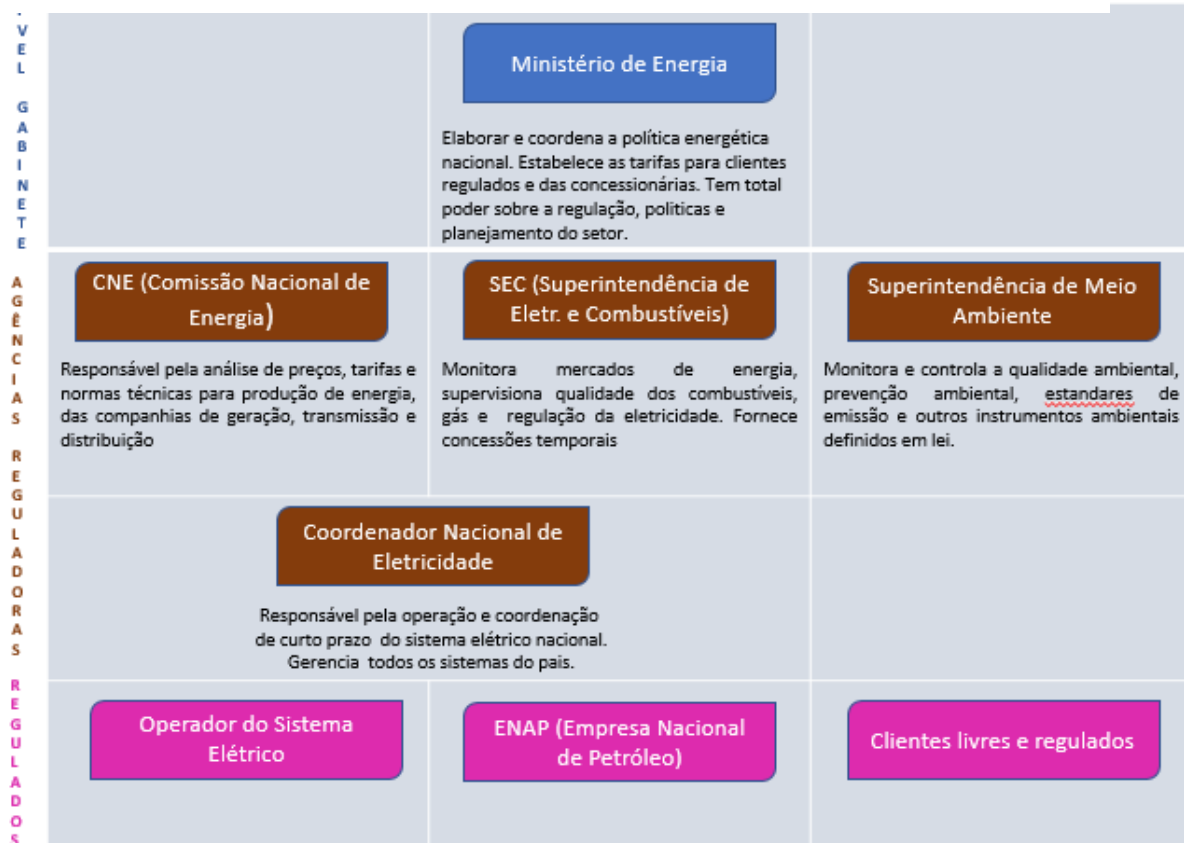 VEL GABINETE
Ministério de Energia
Elaborar e coordena a política energética
nacional. Estabelece as tarifas para clientes
regulados e das concessionárias. Tem total
poder sobre a regulação, politicas e
planejamento do setor.
AGÊNCIAS REGULADORAS
CNE (Comissão Nacional de
Energia)
Responsável pela análise de preços, tarifas e
normas técnicas para produção de energia,
das companhias de geração, transmissão e
distribuição
SEC (Superintendência de
Eletr. e Combustíveis)
Monitora mercados de energia,
supervisiona qualidade dos combustíveis,
gás e regulação da eletricidade. Fornece
concessões temporais
Superintendência de Meio
Ambiente
Monitora e controla a qualidade ambiental,
prevenção ambiental, estandares de
emissão e outros instrumentos ambientais
definidos em lei.
Coordenador Nacional de
Eletricidade
Responsável pela operação e coordenação
de curto prazo do sistema elétrico nacional.
Gerencia todos os sistemas do pais.
REGULADOS
Operador do Sistema
Elétrico
ENAP (Empresa Nacional
de Petróleo)
Clientes livres e regulados